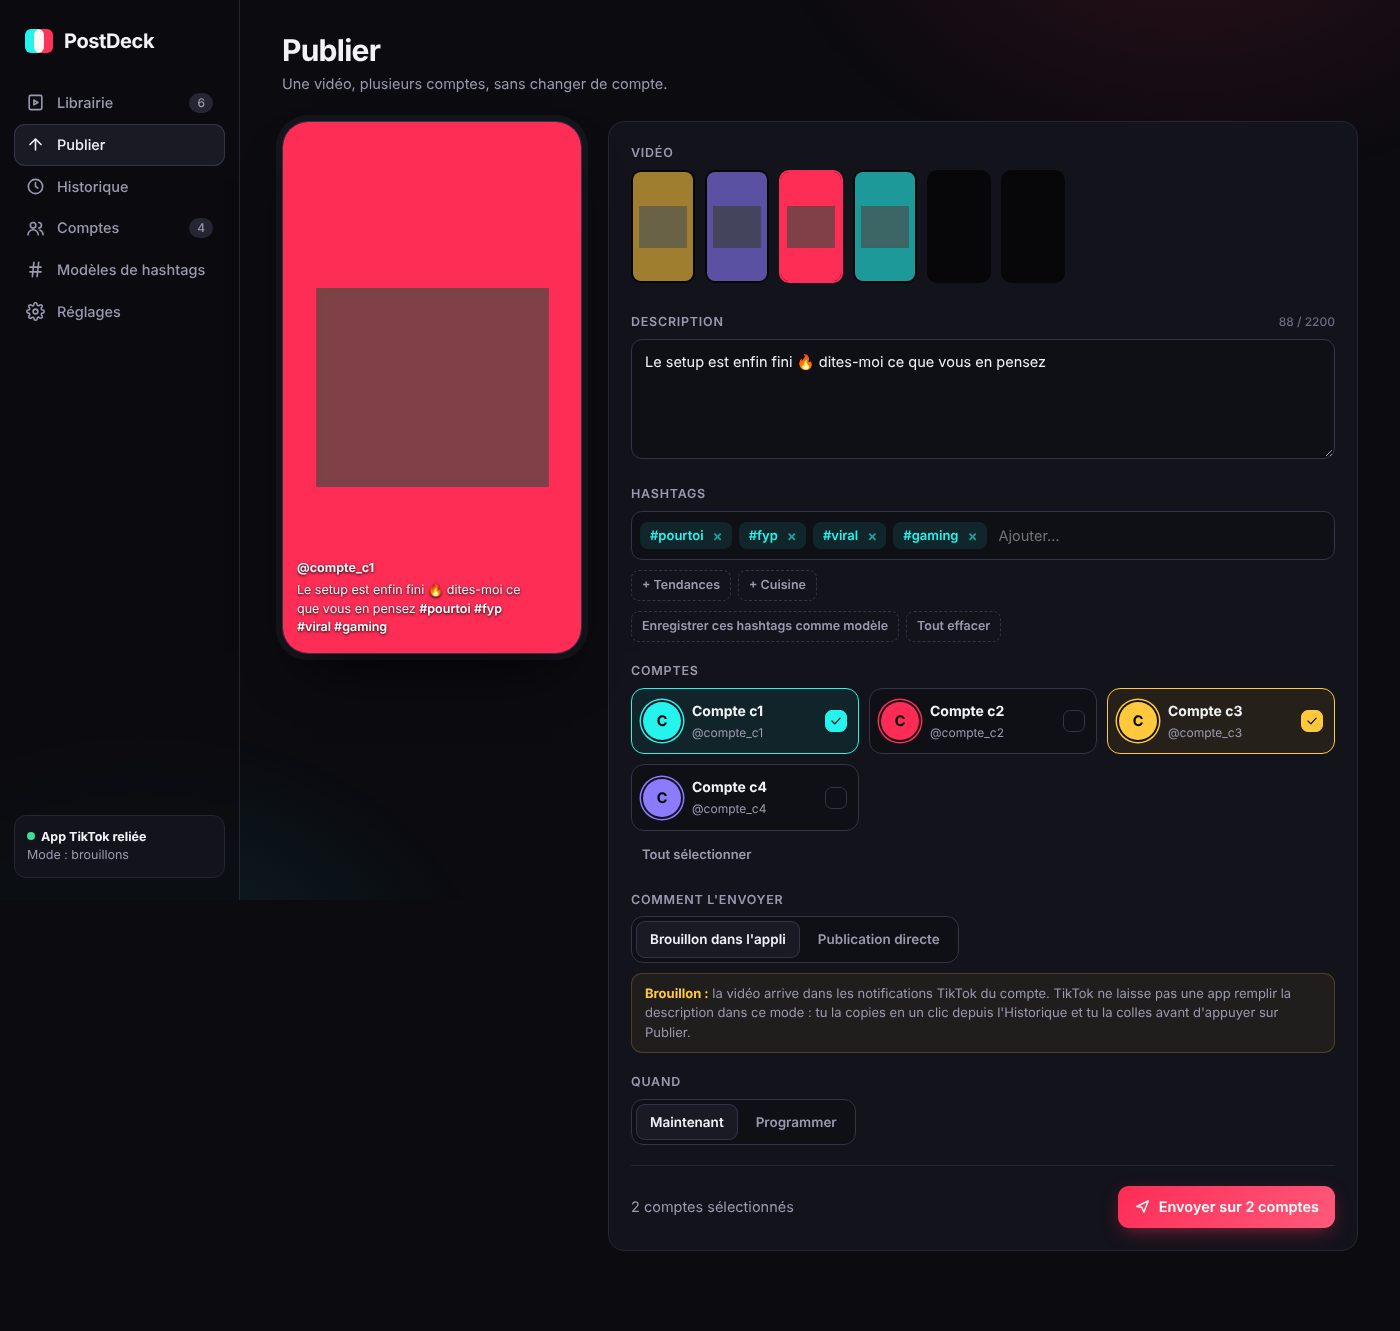 PostDeck
Librairie 6
Publier
Historique
Comptes 4
Modèles de hashtags
Réglages
App TikTok reliée
Mode : brouillons
Publier
Une vidéo, plusieurs comptes, sans changer de compte.
@compte_c1
Le setup est enfin fini 🔥 dites-moi ce
que vous en pensez #pourtoi #fyp
#viral #gaming
VIDÉO
DESCRIPTION 88 / 2200
Le setup est enfin fini 🔥 dites-moi ce que vous en pensez
HASHTAGS
#pourtoi × #fyp × #viral × #gaming × Ajouter...
+ Tendances + Cuisine
Enregistrer ces hashtags comme modèle Tout effacer
COMPTES
C Compte c1 @compte_c1
C Compte c2 @compte_c2
C Compte c3 @compte_c3
C Compte c4 @compte_c4
Tout sélectionner
COMMENT L'ENVOYER
Brouillon dans l'appli Publication directe
Brouillon : la vidéo arrive dans les notifications TikTok du compte. TikTok ne laisse pas une app remplir la
description dans ce mode : tu la copies en un clic depuis l'Historique et tu la colles avant d'appuyer sur
Publier.
QUAND
Maintenant Programmer
2 comptes sélectionnés Envoyer sur 2 comptes